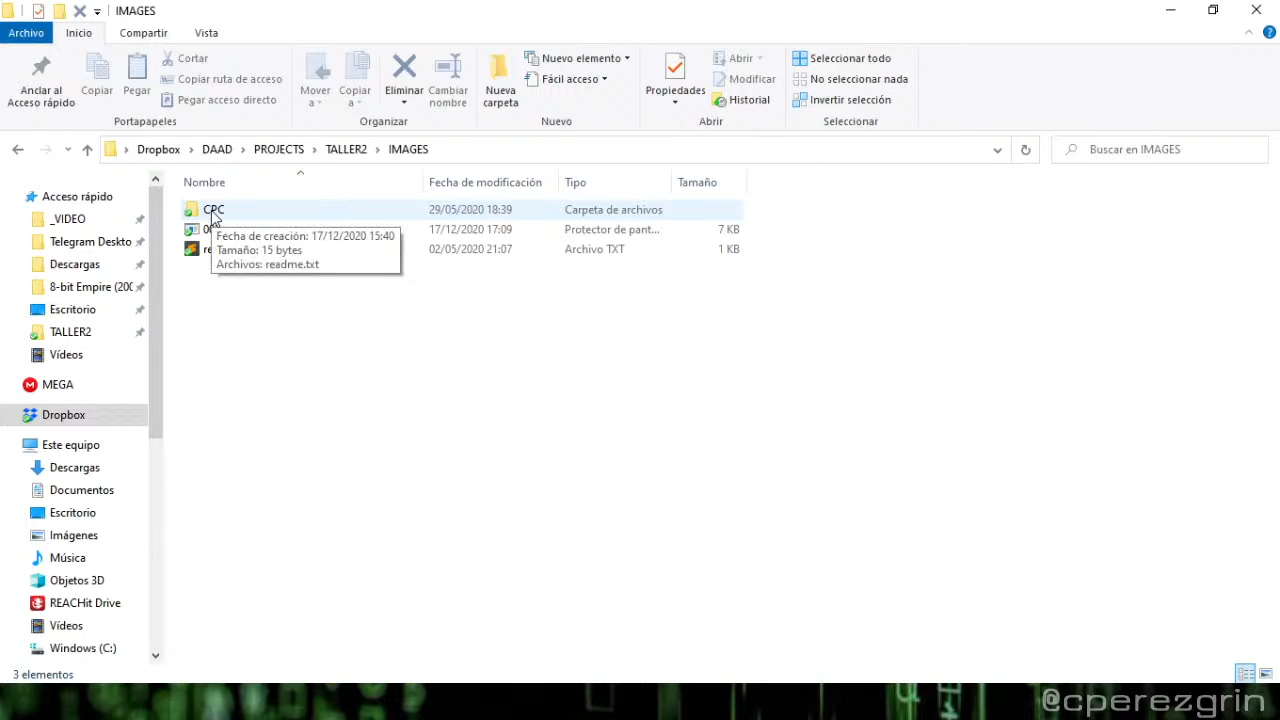 IMAGES
Archivo Inicio Compartir Vista
Anclar al Acceso rápido
Copiar
Pegar
Cortar
Copiar ruta de acceso
Pegar acceso directo
Portapapeles
Mover a
Copiar a
Eliminar
Cambiar nombre
Organizar
Nueva carpeta
Nuevo elemento
Fácil acceso
Nuevo
Propiedades
Abrir
Modificar
Historial
Abrir
Seleccionar todo
No seleccionar nada
Invertir selección
Seleccionar
Dropbox > DAAD > PROJECTS > TALLER2 > IMAGES
Buscar en IMAGES
Nombre Fecha de modificación Tipo Tamaño
CPC 29/05/2020 18:39 Carpeta de archivos
17/12/2020 17:09 Protector de pant... 7 KB
02/05/2020 21:07 Archivo TXT 1 KB
Fecha de creación: 17/12/2020 15:40
Tamaño: 15 bytes
Archivos: readme.txt
Acceso rápido
_VIDEO
Telegram Deskto
Descargas
8-bit Empire (200
Escritorio
TALLER2
Vídeos
MEGA
Dropbox
Este equipo
Descargas
Documentos
Escritorio
Imágenes
Música
Objetos 3D
REACHit Drive
Vídeos
Windows (C:)
3 elementos
@cperezgrin